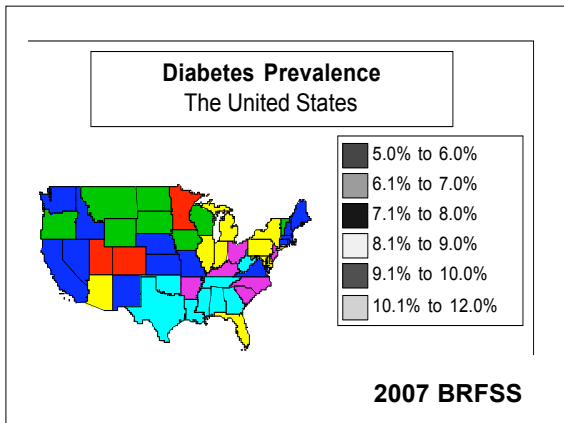 Diabetes Prevalence
The United States
5.0% to 6.0%
6.1% to 7.0%
7.1% to 8.0%
8.1% to 9.0%
9.1% to 10.0%
10.1% to 12.0%
2007 BRFSS